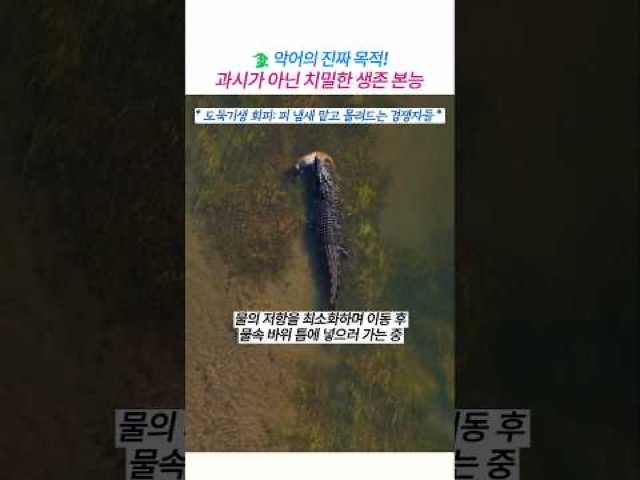 악어의 진짜 목적!
과시가 아닌 치밀한 생존 본능
* 도둑기생 회피: 피 냄새 맡고 몰려드는 경쟁자들 *
물의 저항을 최소화하며 이동 후
물속 바위 틈에 넣으러 가는 중
물의 이동 후
물속 는 중